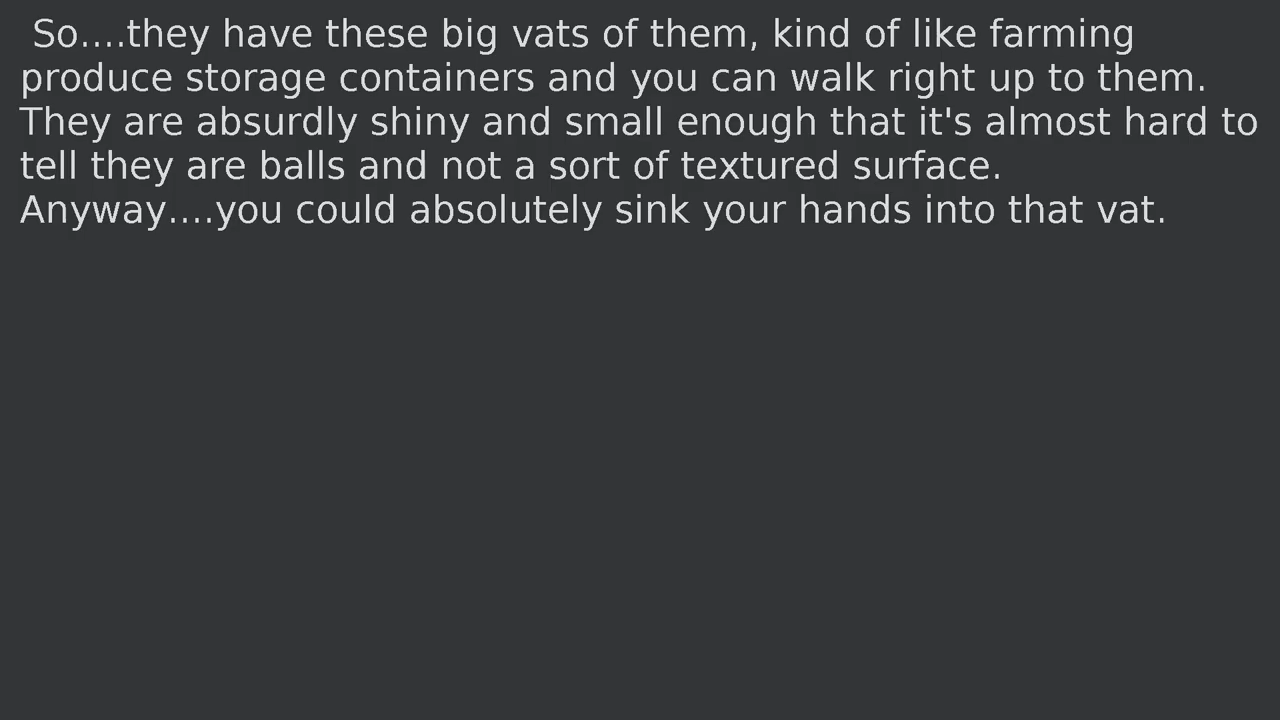 So....they have these big vats of them, kind of like farming
produce storage containers and you can walk right up to them.
They are absurdly shiny and small enough that it's almost hard to
tell they are balls and not a sort of textured surface.
Anyway....you could absolutely sink your hands into that vat.